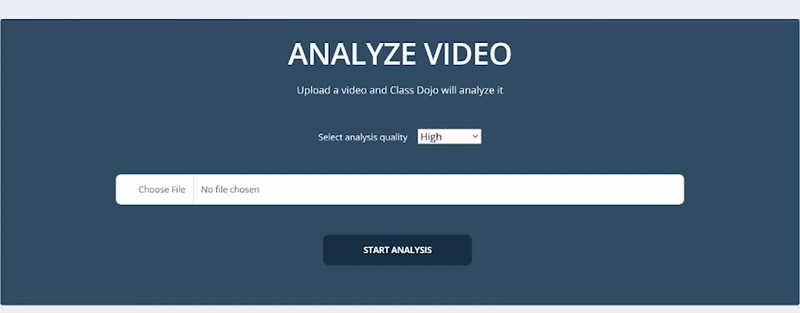 ANALYZE VIDEO
Upload a video and Class Dojo will analyze it
Select analysis quality High
Choose File No file chosen
START ANALYSIS